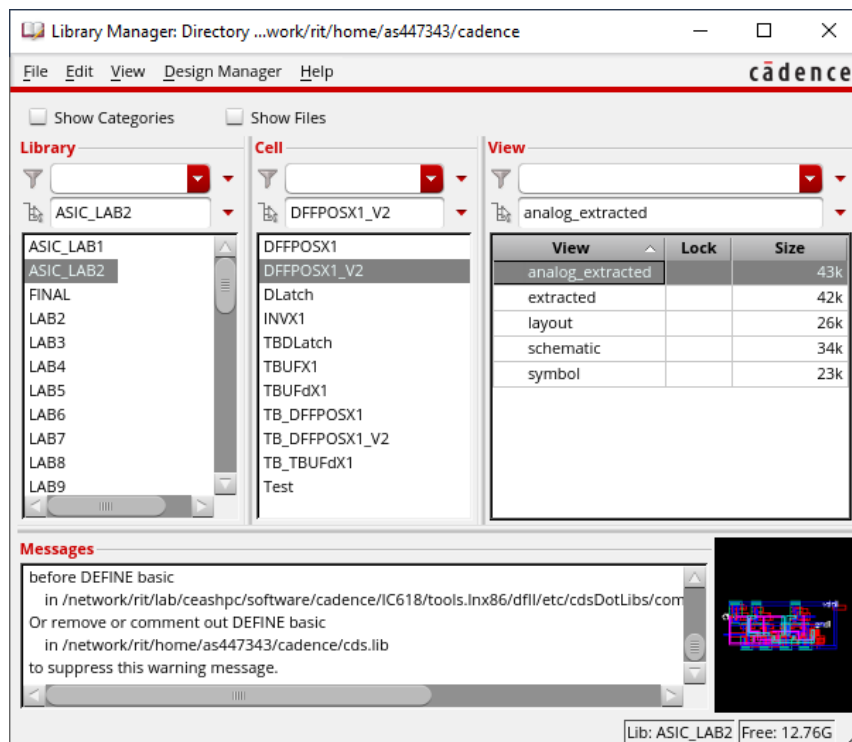 Library Manager: Directory ...work/rit/home/as447343/cadence
File Edit View Design Manager Help
cādence
Show Categories Show Files
Library
ASIC_LAB2
ASIC_LAB1
ASIC_LAB2
FINAL
LAB2
LAB3
LAB4
LAB5
LAB6
LAB7
LAB8
LAB9
Cell
DFFPOSX1_V2
DFFPOSX1
DFFPOSX1_V2
DLatch
INVX1
TBDLatch
TBUFX1
TBUFdX1
TB_DFFPOSX1
TB_DFFPOSX1_V2
TB_TBUFdX1
Test
View
analog_extracted
View Lock Size
analog_extracted 43k
extracted 42k
layout 26k
schematic 34k
symbol 23k
Messages
before DEFINE basic
in /network/rit/lab/ceashpc/software/cadence/IC618/tools.lnx86/dfII/etc/cdsDotLibs/com
Or remove or comment out DEFINE basic
in /network/rit/home/as447343/cadence/cds.lib
to suppress this warning message.
Lib: ASIC_LAB2 Free: 12.76G